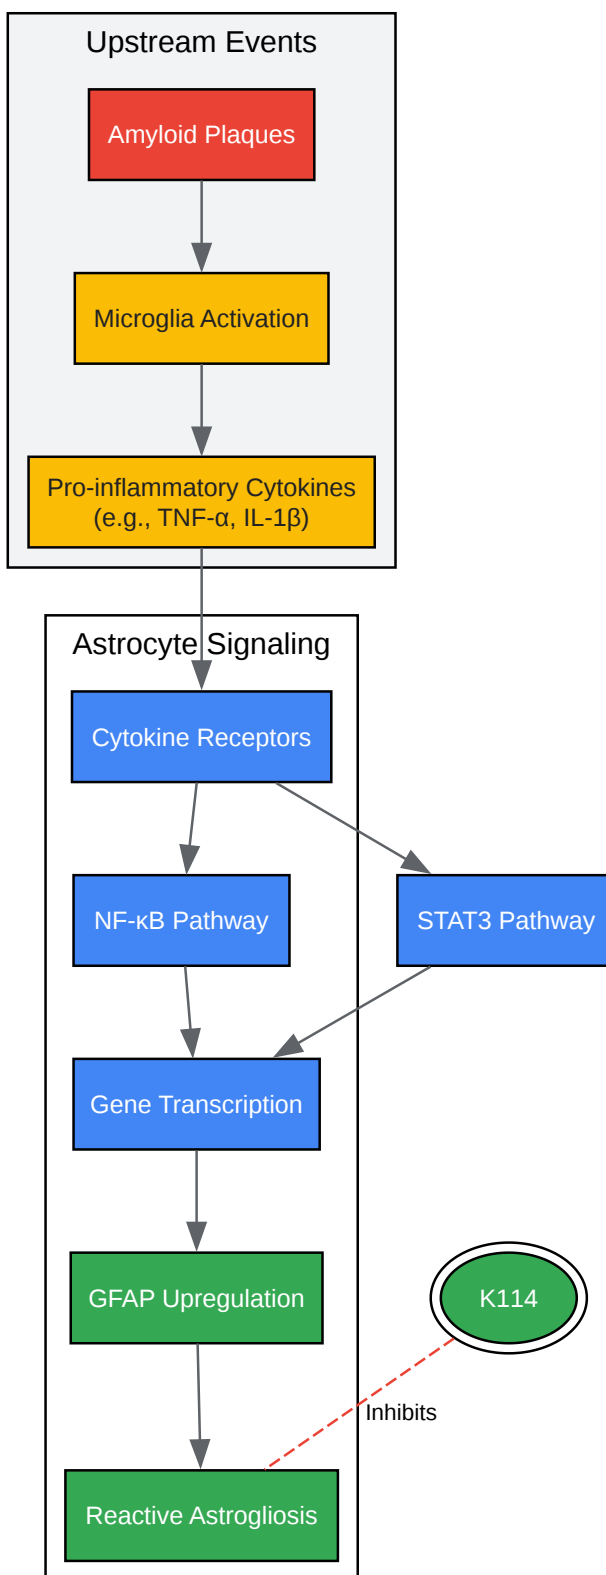 Upstream Events
Amyloid Plaques
Microglia Activation
Pro-inflammatory Cytokines
(e.g., TNF-α, IL-1β)
Astrocyte Signaling
Cytokine Receptors
NF-κB Pathway
STAT3 Pathway
Gene Transcription
GFAP Upregulation
K114
Inhibits
Reactive Astrogliosis